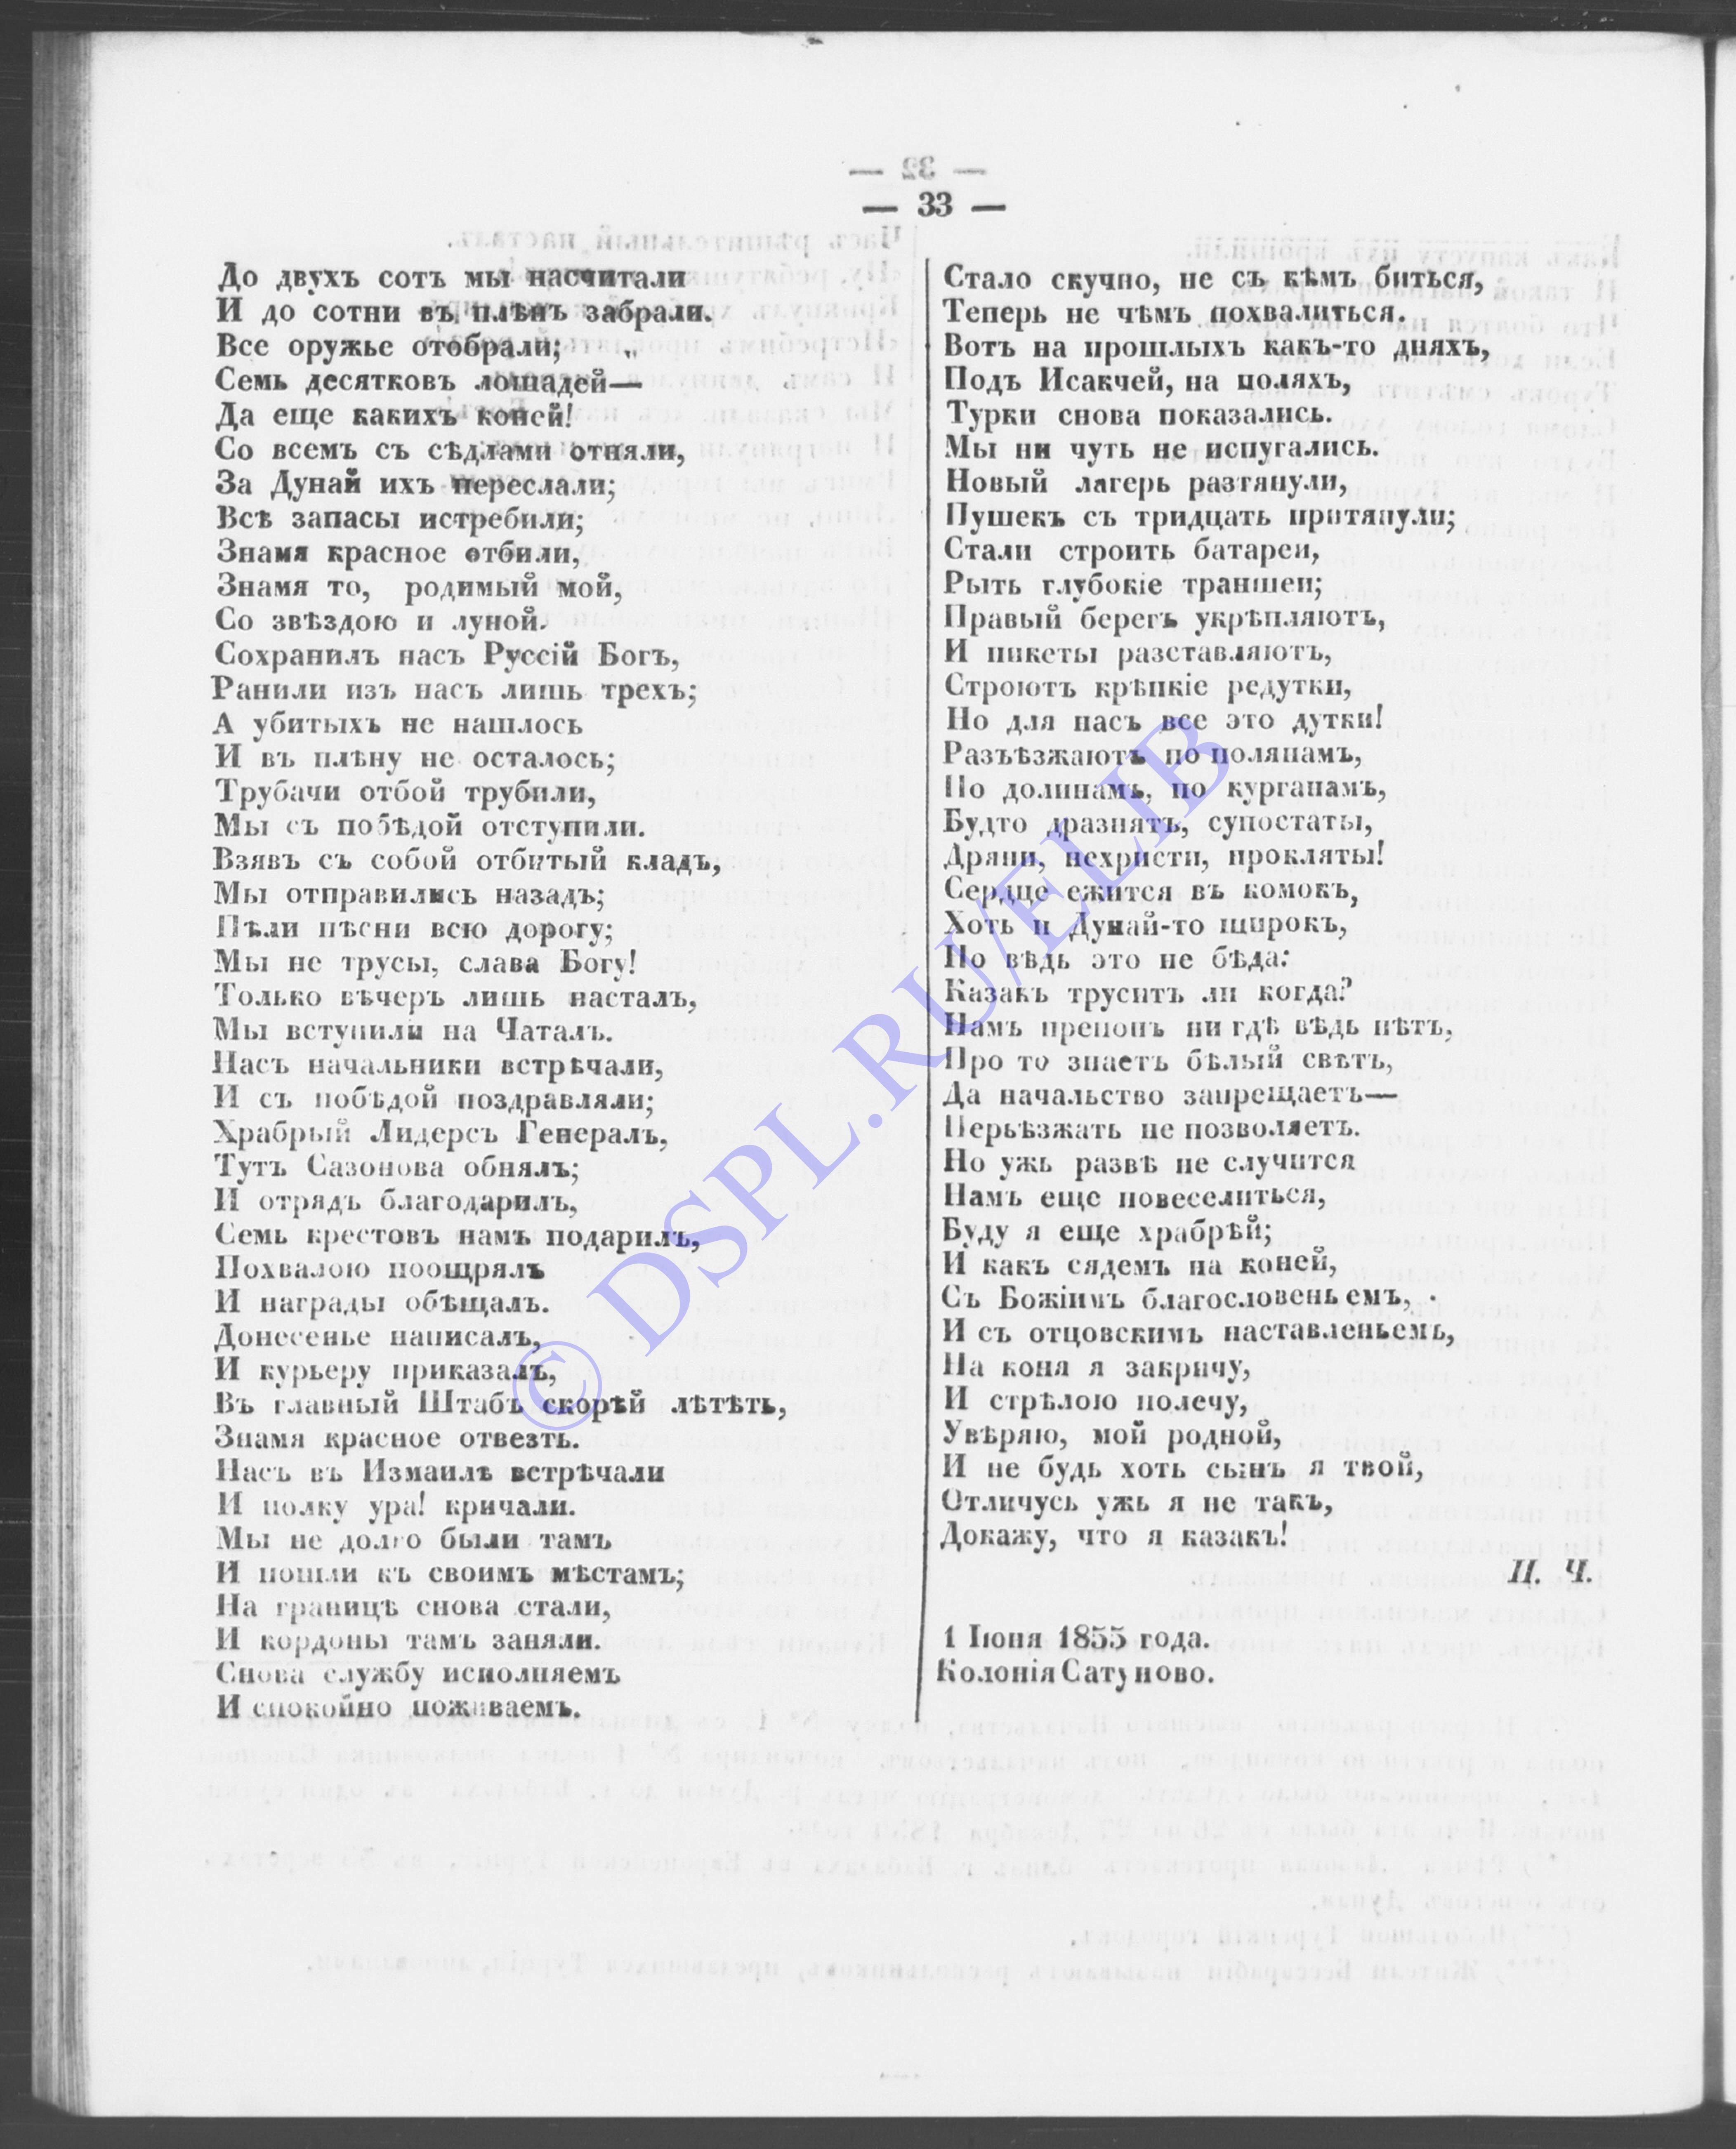 — 33 —
До двухъ сотъ мы насчитали
И до сотни въ плѣнъ забрали.
Все оружье отобрали;
Семь десятковъ лошадей—
Да еще какихъ коней!
Со всемъ съ сѣдлами отняли,
За Дунай ихъ переслали;
Всѣ запасы истребили;
Знамя красное отбили,
Знамя то, родимый мой,
Со звѣздою и луной.
Сохранилъ насъ Руссій Богъ,
Ранили изъ насъ лишь трехъ;
А убитыхъ не нашлось
И въ плѣну не осталось;
Трубачи отбой трубили,
Мы съ побѣдой отступили.
Взявъ съ собой отбитый кладъ,
Мы отправились назадъ;
Пѣли пѣсни всю дорогу;
Мы не трусы, слава Богу!
Только вѣчеръ лишь насталъ,
Мы вступили на Чаталъ.
Насъ начальники встрѣчали,
И съ побѣдой поздравляли;
Храбрый Лидерсъ Генералъ,
Тутъ Сазонова обнялъ;
И отрядъ благодарилъ,
Семь крестовъ намъ подарилъ,
Похвалою поощрялъ
И награды обѣщалъ.
Донесенье написалъ,
И курьеру приказалъ,
Въ главный Штабъ скорѣй лѣтѣть,
Знамя красное отвезть.
Насъ въ Измаилѣ встрѣчали
И полку ура! кричали.
Мы не долго были тамъ
И пошли къ своимъ мѣстамъ;
На границѣ снова стали,
И кордоны тамъ заняли.
Снова службу исполняемъ
И спокойно поживаемъ.
Стало скучно, не съ кѣмъ биться,
Теперь не чѣмъ похвалиться.
Вотъ на прошлыхъ какъ-то дняхъ,
Подъ Исакчей, на поляхъ,
Турки снова показались.
Мы ни чуть не испугались.
Новый лагерь разтянули,
Пушекъ съ тридцать притянули;
Стали строить батареи,
Рыть глубокіе траншеи;
Правый берегъ укрѣпляютъ,
И пикеты разставляютъ,
Строютъ крѣпкіе редутки,
Но для насъ все это дутки!
Разъѣзжаютъ по полянамъ,
По долинамъ, по курганамъ,
Будто дразнятъ, супостаты,
Дряни, нехристи, прокляты!
Сердце ежится въ комокъ,
Хоть и Дунай-то широкъ,
Но вѣдь это не бѣда:
Казакъ труситъ ли когда?
Намъ препонъ ни гдѣ вѣдь нѣтъ,
Про то знаетъ бѣлый свѣтъ,
Да начальство запрещаетъ—
Перьѣзжать не позволяетъ.
Но ужь развѣ не случится
Намъ еще повеселиться,
Буду я еще храбрѣй;
И какъ сядемъ на коней,
Съ Божіимъ благословеньемъ,
И съ отцовскимъ наставленьемъ,
На коня я закричу,
И стрѣлою полечу,
Увѣряю, мой родной,
И не будь хоть сынъ я твой,
Отличусь ужь я не такъ,
Докажу, что я казакъ!
И. Ч.
1 Іюня 1855 года.
Колонія Сатуново.
© DSPL.RU/ELIB